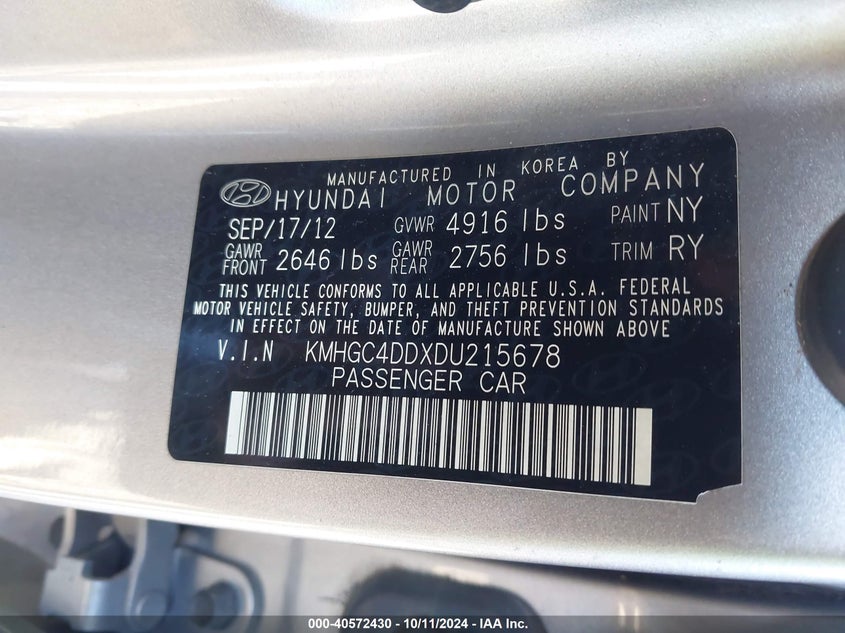 MANUFACTURED IN KOREA BY
HYUNDAI MOTOR COMPANY
SEP/17/12 GVWR 4916 lbs PAINT NY
GAWR FRONT 2646 lbs GAWR REAR 2756 lbs TRIM RY
THIS VEHICLE CONFORMS TO ALL APPLICABLE U.S.A. FEDERAL
MOTOR VEHICLE SAFETY, BUMPER, AND THEFT PREVENTION STANDARDS
IN EFFECT ON THE DATE OF MANUFACTURE SHOWN ABOVE
V.I.N KMHGC4DDXDU215678
PASSENGER CAR
000-40572430 - 10/11/2024 - IAA Inc.